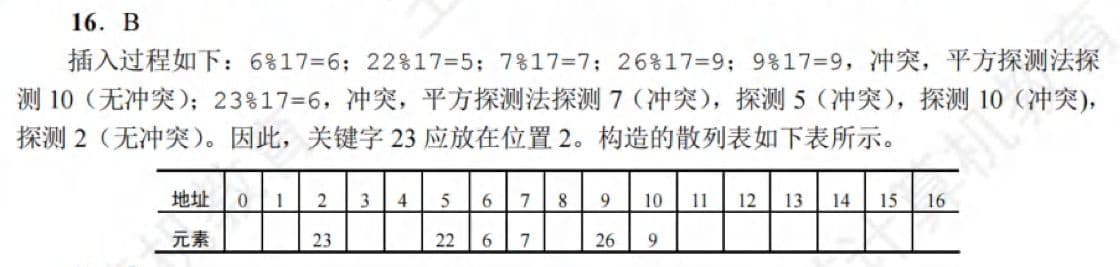 16．B
插入过程如下：6%17=6；22%17=5；7%17=7；26%17=9；9%17=9，冲突，平方探测法探
测 10（无冲突）；23%17=6，冲突，平方探测法探测 7（冲突），探测 5（冲突），探测 10（冲突），
探测 2（无冲突）。因此，关键字 23 应放在位置 2。构造的散列表如下表所示。
地址 0 1 2 3 4 5 6 7 8 9 10 11 12 13 14 15 16
元素 23 22 6 7 26 9